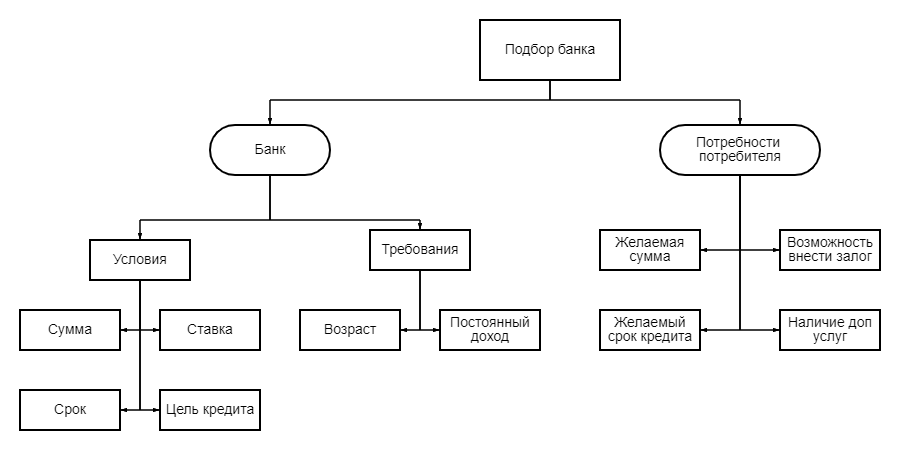 Подбор банка
Банк
Потребности
потребителя
Условия
Требования
Желаемая
сумма
Возможность
внести залог
Сумма
Ставка
Возраст
Постоянный
доход
Желаемый
срок кредита
Наличие доп
услуг
Срок
Цель кредита